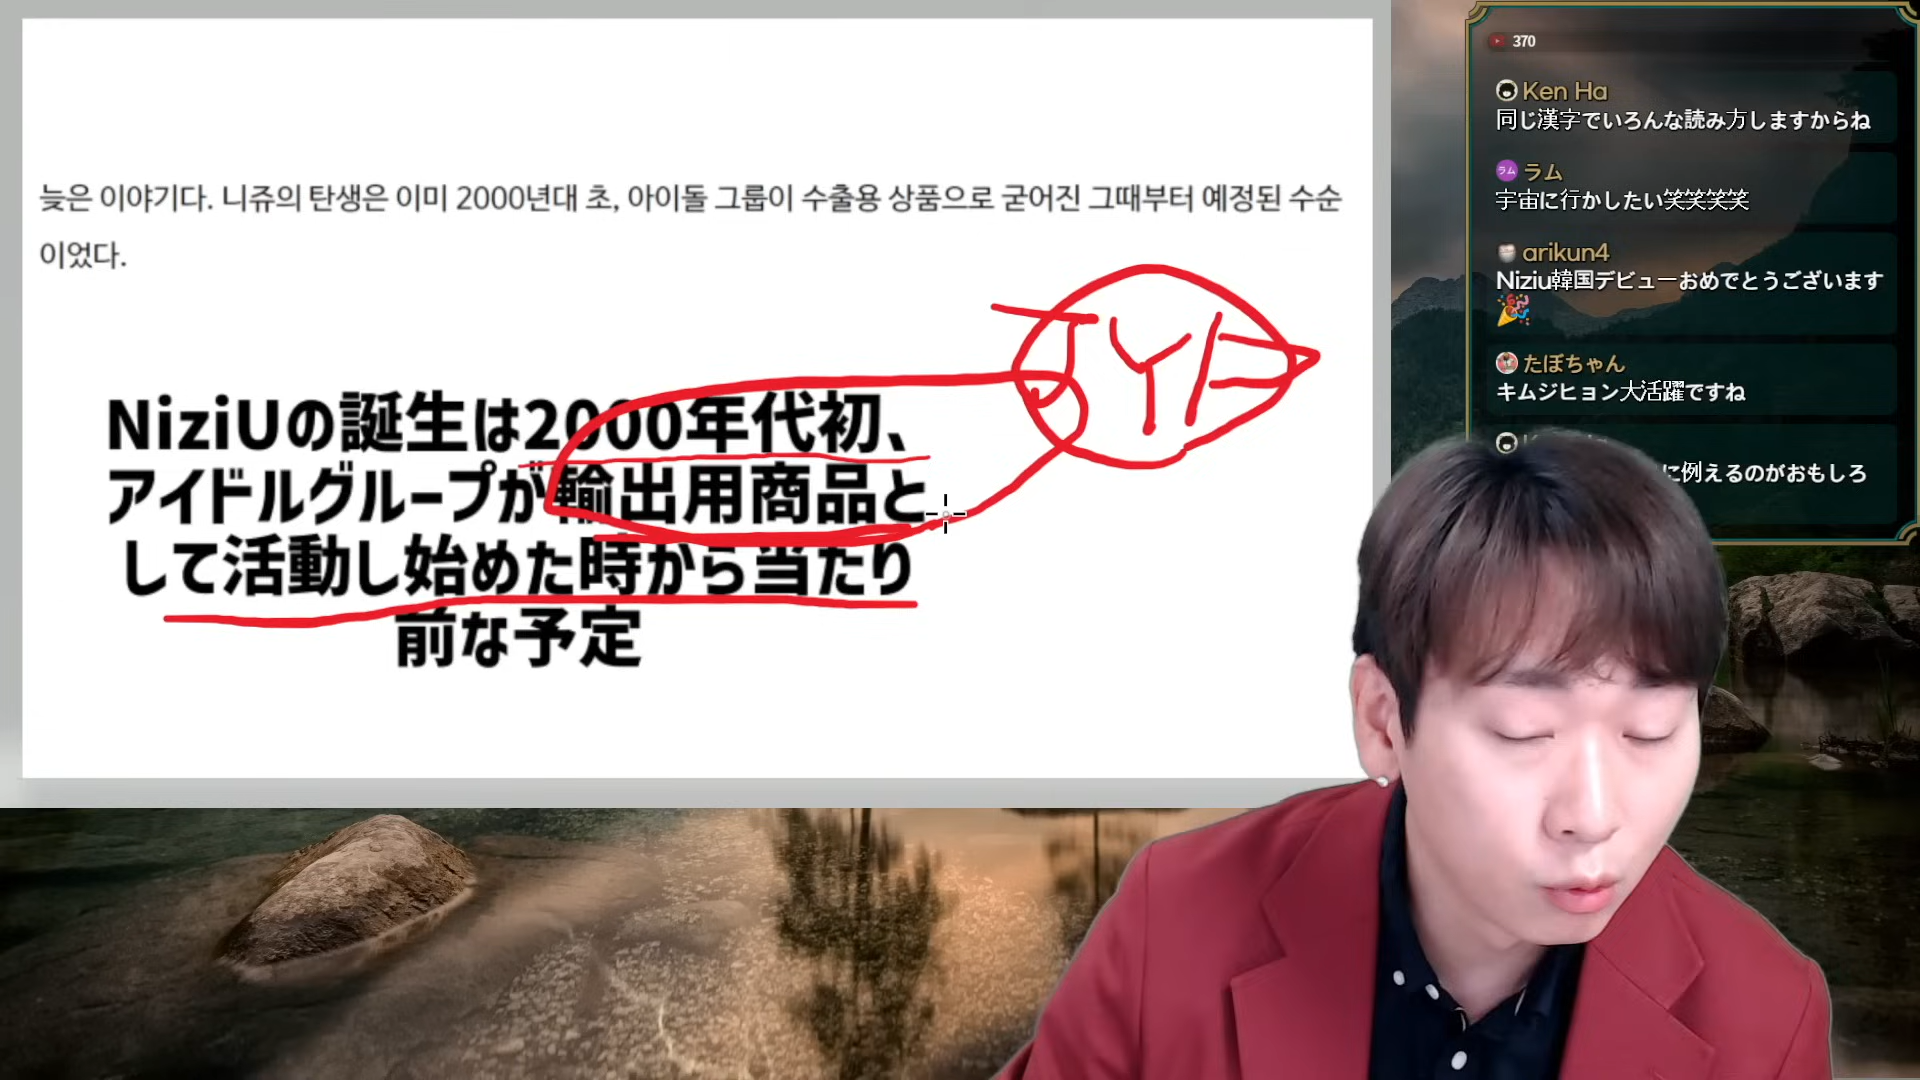 늦은 이야기다. 니쥬의 탄생은 이미 2000년대 초, 아이돌 그룹이 수출용 상품으로 굳어진 그때부터 예정된 수순
이었다.
NiziUの誕生は2000年代初、
アイドルグループが輸出用商品と
して活動し始めた時から当たり
前な予定
JYP
370
Ken Ha
同じ漢字でいろんな読み方しますからね
ラム
ラム
宇宙に行かしたい笑笑笑笑
arikun4
Niziu韓国デビューおめでとうございます
たぽちゃん
キムジヒョン大活躍ですね
に例えるのがおもしろ